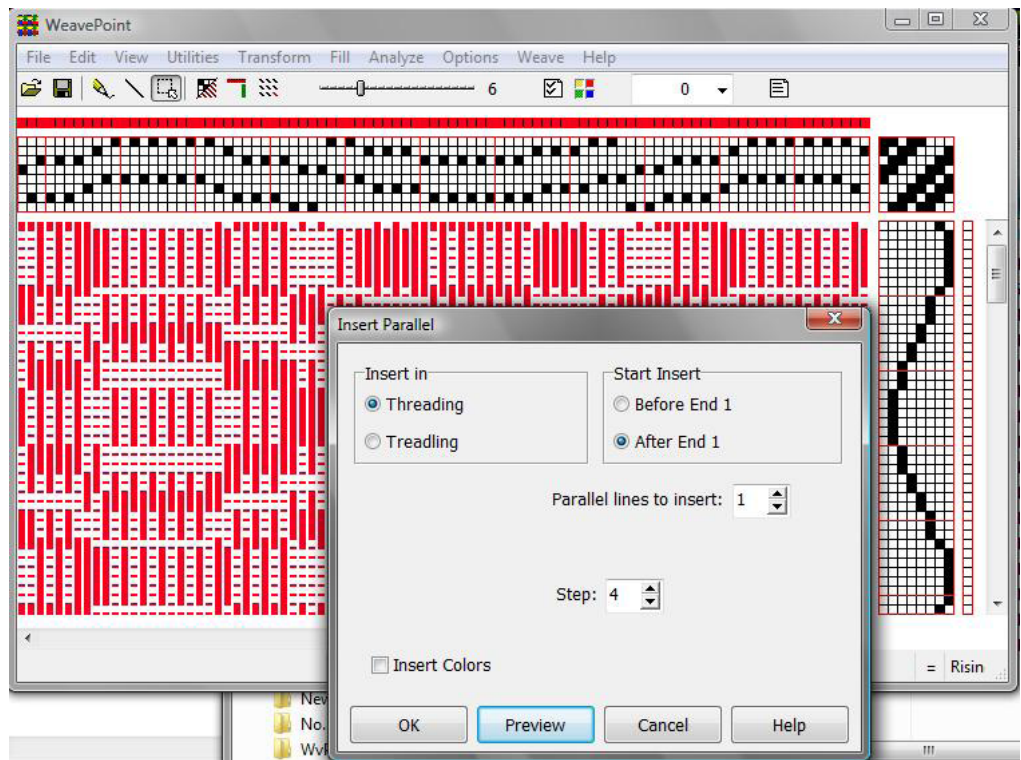 WeavePoint
File Edit View Utilities Transform Fill Analyze Options Weave Help
6 0
Insert Parallel
Insert in Start Insert
Threading Before End 1
Treadling After End 1
Parallel lines to insert: 1
Step: 4
Insert Colors
= Risin
OK Preview Cancel Help
New
No.